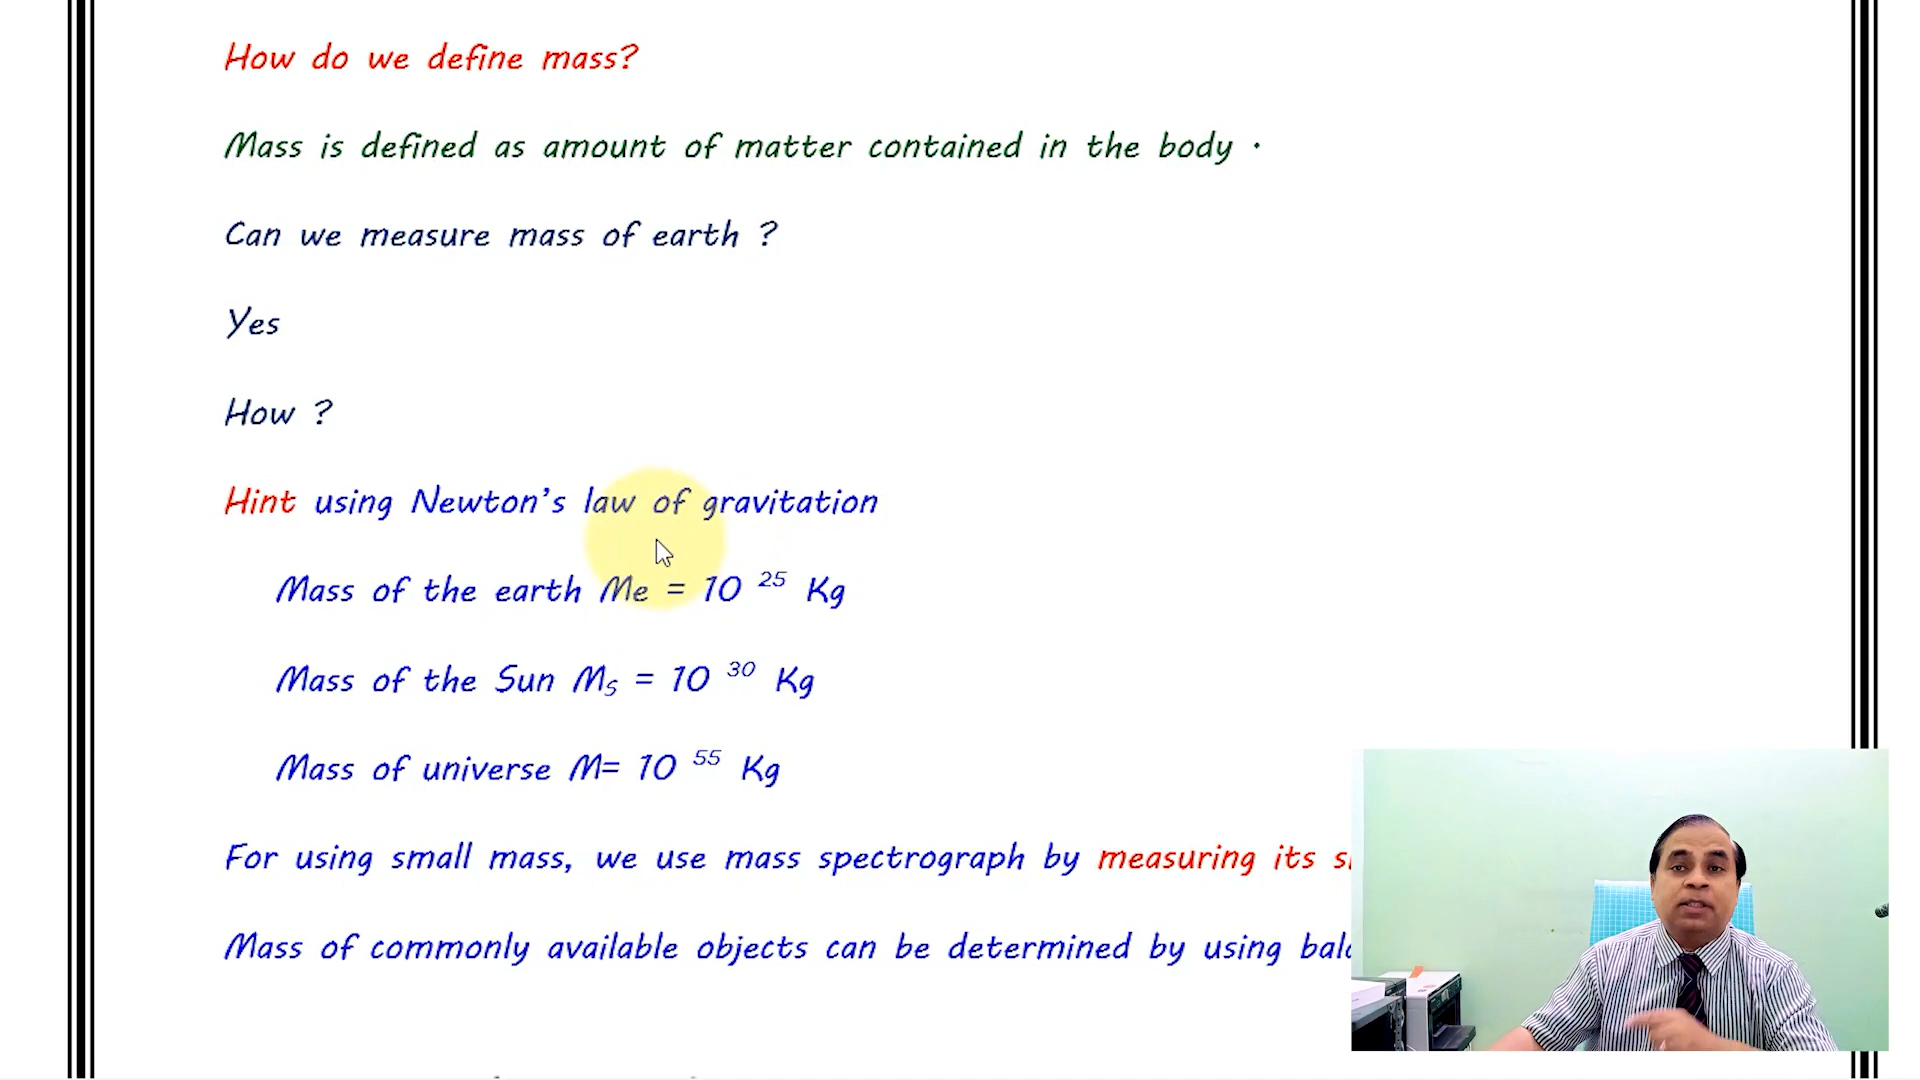 How do we define mass?
Mass is defined as amount of matter contained in the body .
Can we measure mass of earth ?
Yes
How ?
Hint using Newton's law of gravitation
Mass of the earth Me = 10 25 Kg
Mass of the Sun Ms = 10 30 Kg
Mass of universe M= 10 55 Kg
For using small mass, we use mass spectrograph by measuring its
Mass of commonly available objects can be determined by using